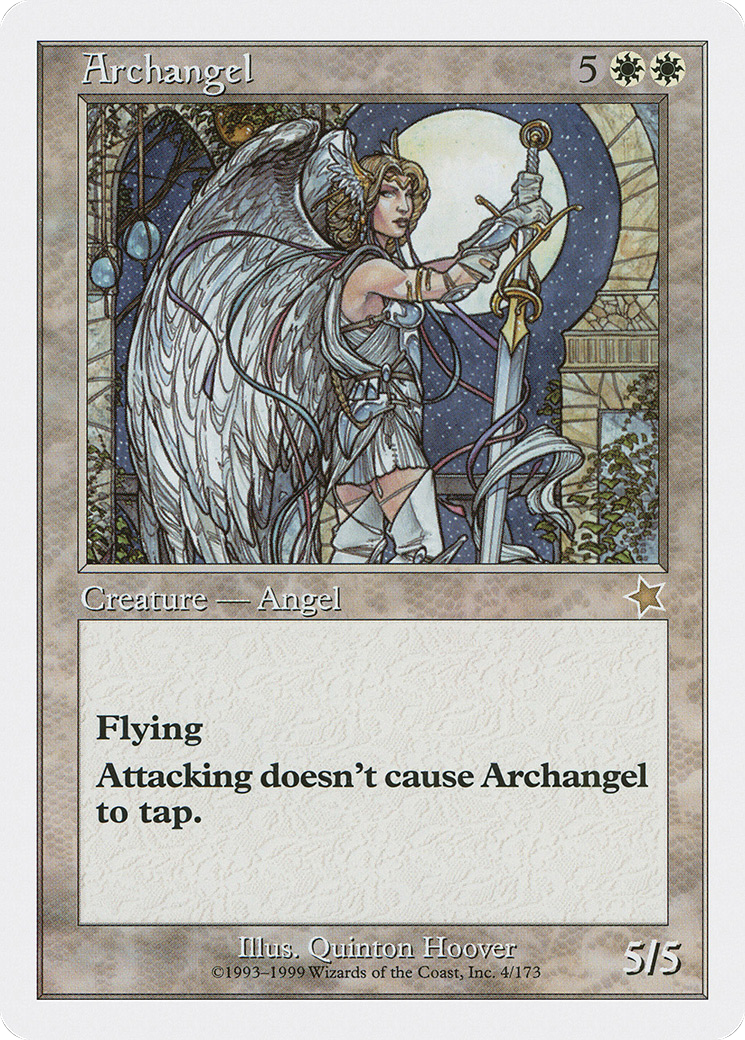 Archangel 5
Creature — Angel
Flying
Attacking doesn't cause Archangel
to tap.
Illus. Quinton Hoover
©1993–1999 Wizards of the Coast, Inc. 4/173
5/5